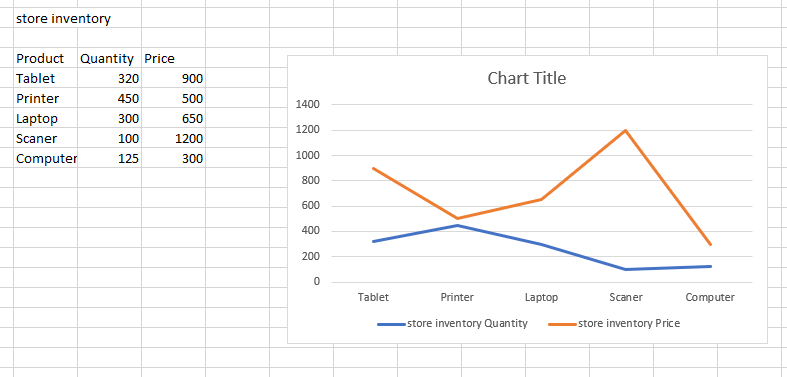 store inventory
Product Quantity Price
Tablet 320 900
Printer 450 500
Laptop 300 650
Scaner 100 1200
Computer 125 300
Chart Title
1400
1200
1000
800
600
400
200
0
Tablet Printer Laptop Scaner Computer
store inventory Quantity store inventory Price